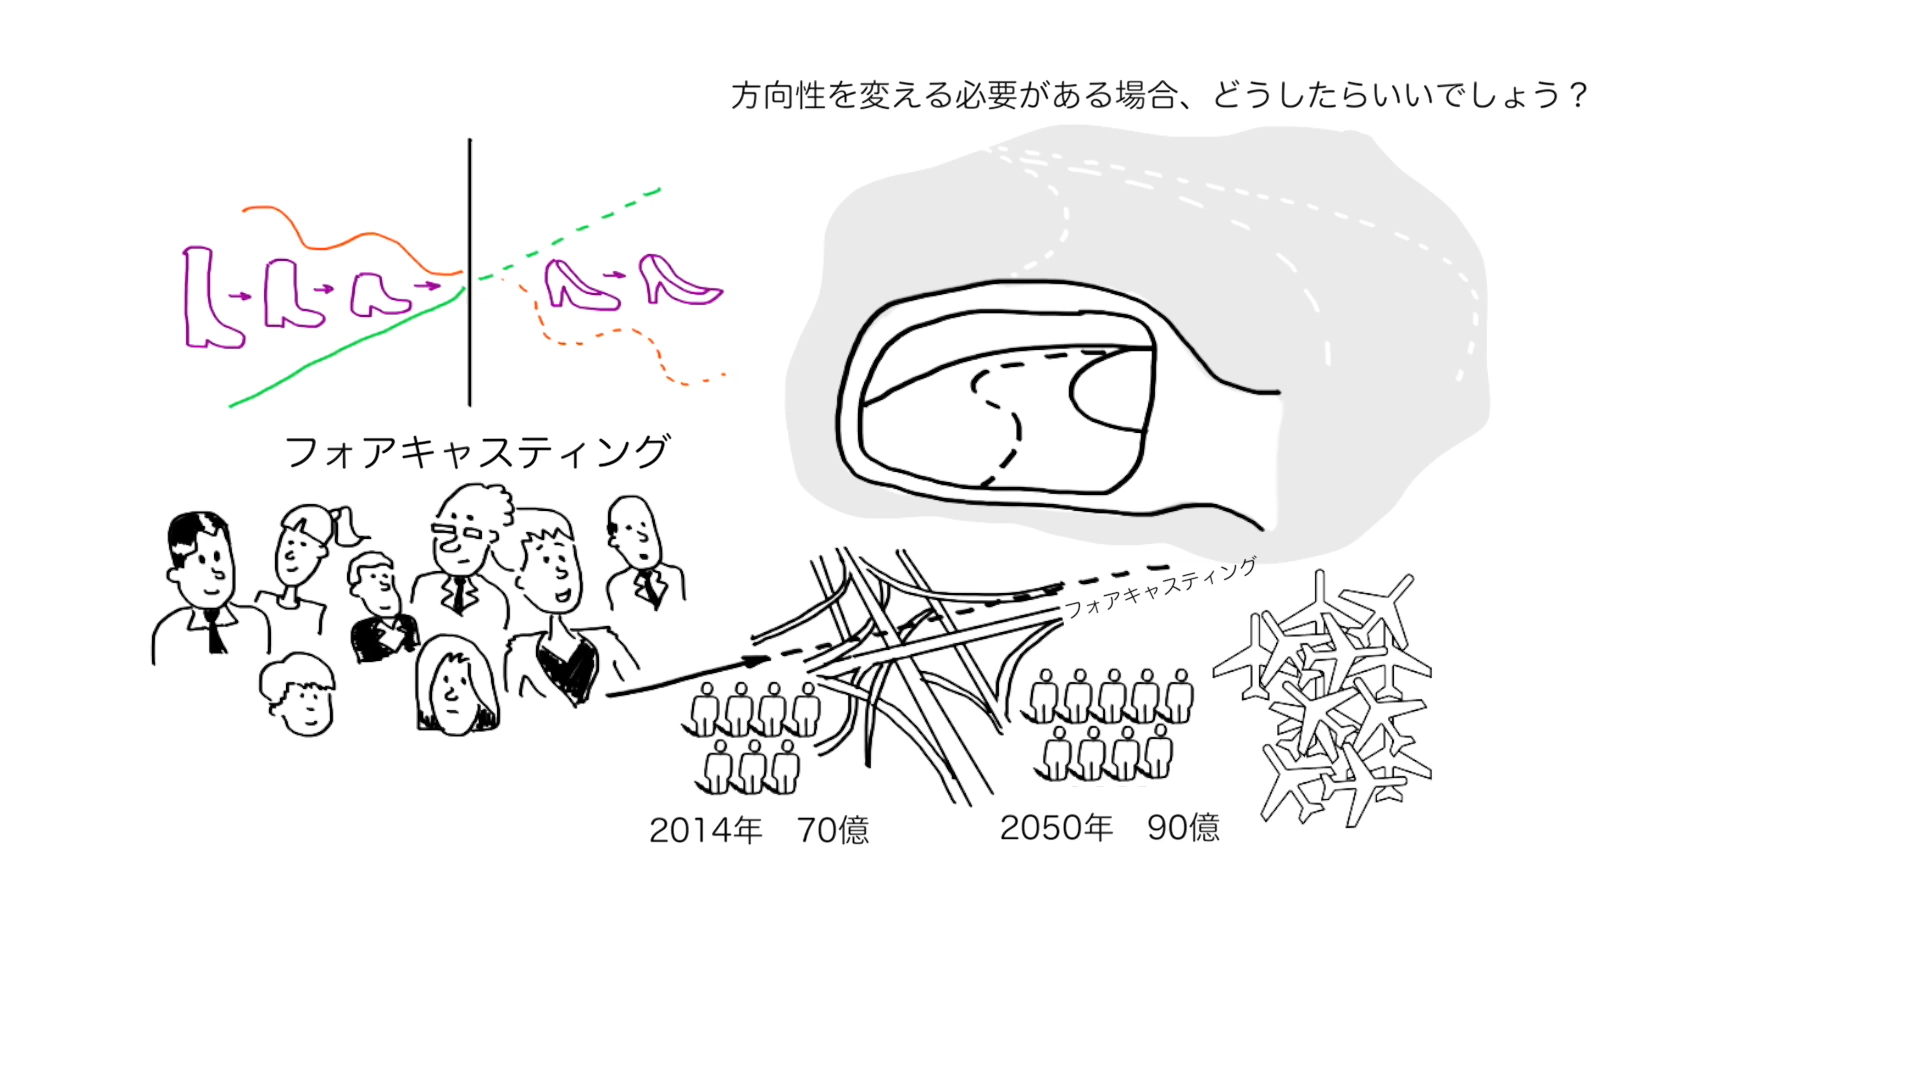 方向性を変える必要がある場合、どうしたらいいでしょう？
フォアキャスティング
フォアキャスティング
2014年　70億
2050年　90億